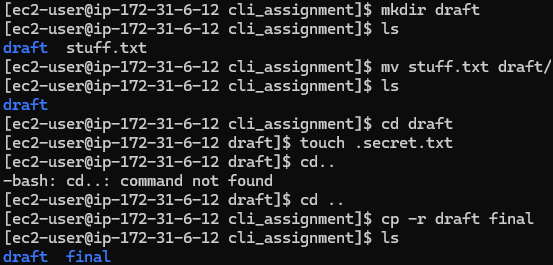 [ec2-user@ip-172-31-6-12 cli_assignment]$ mkdir draft
[ec2-user@ip-172-31-6-12 cli_assignment]$ ls
draft  stuff.txt
[ec2-user@ip-172-31-6-12 cli_assignment]$ mv stuff.txt draft/
[ec2-user@ip-172-31-6-12 cli_assignment]$ ls
draft
[ec2-user@ip-172-31-6-12 cli_assignment]$ cd draft
[ec2-user@ip-172-31-6-12 draft]$ touch .secret.txt
[ec2-user@ip-172-31-6-12 draft]$ cd..
-bash: cd..: command not found
[ec2-user@ip-172-31-6-12 draft]$ cd ..
[ec2-user@ip-172-31-6-12 cli_assignment]$ cp -r draft final
[ec2-user@ip-172-31-6-12 cli_assignment]$ ls
draft  final